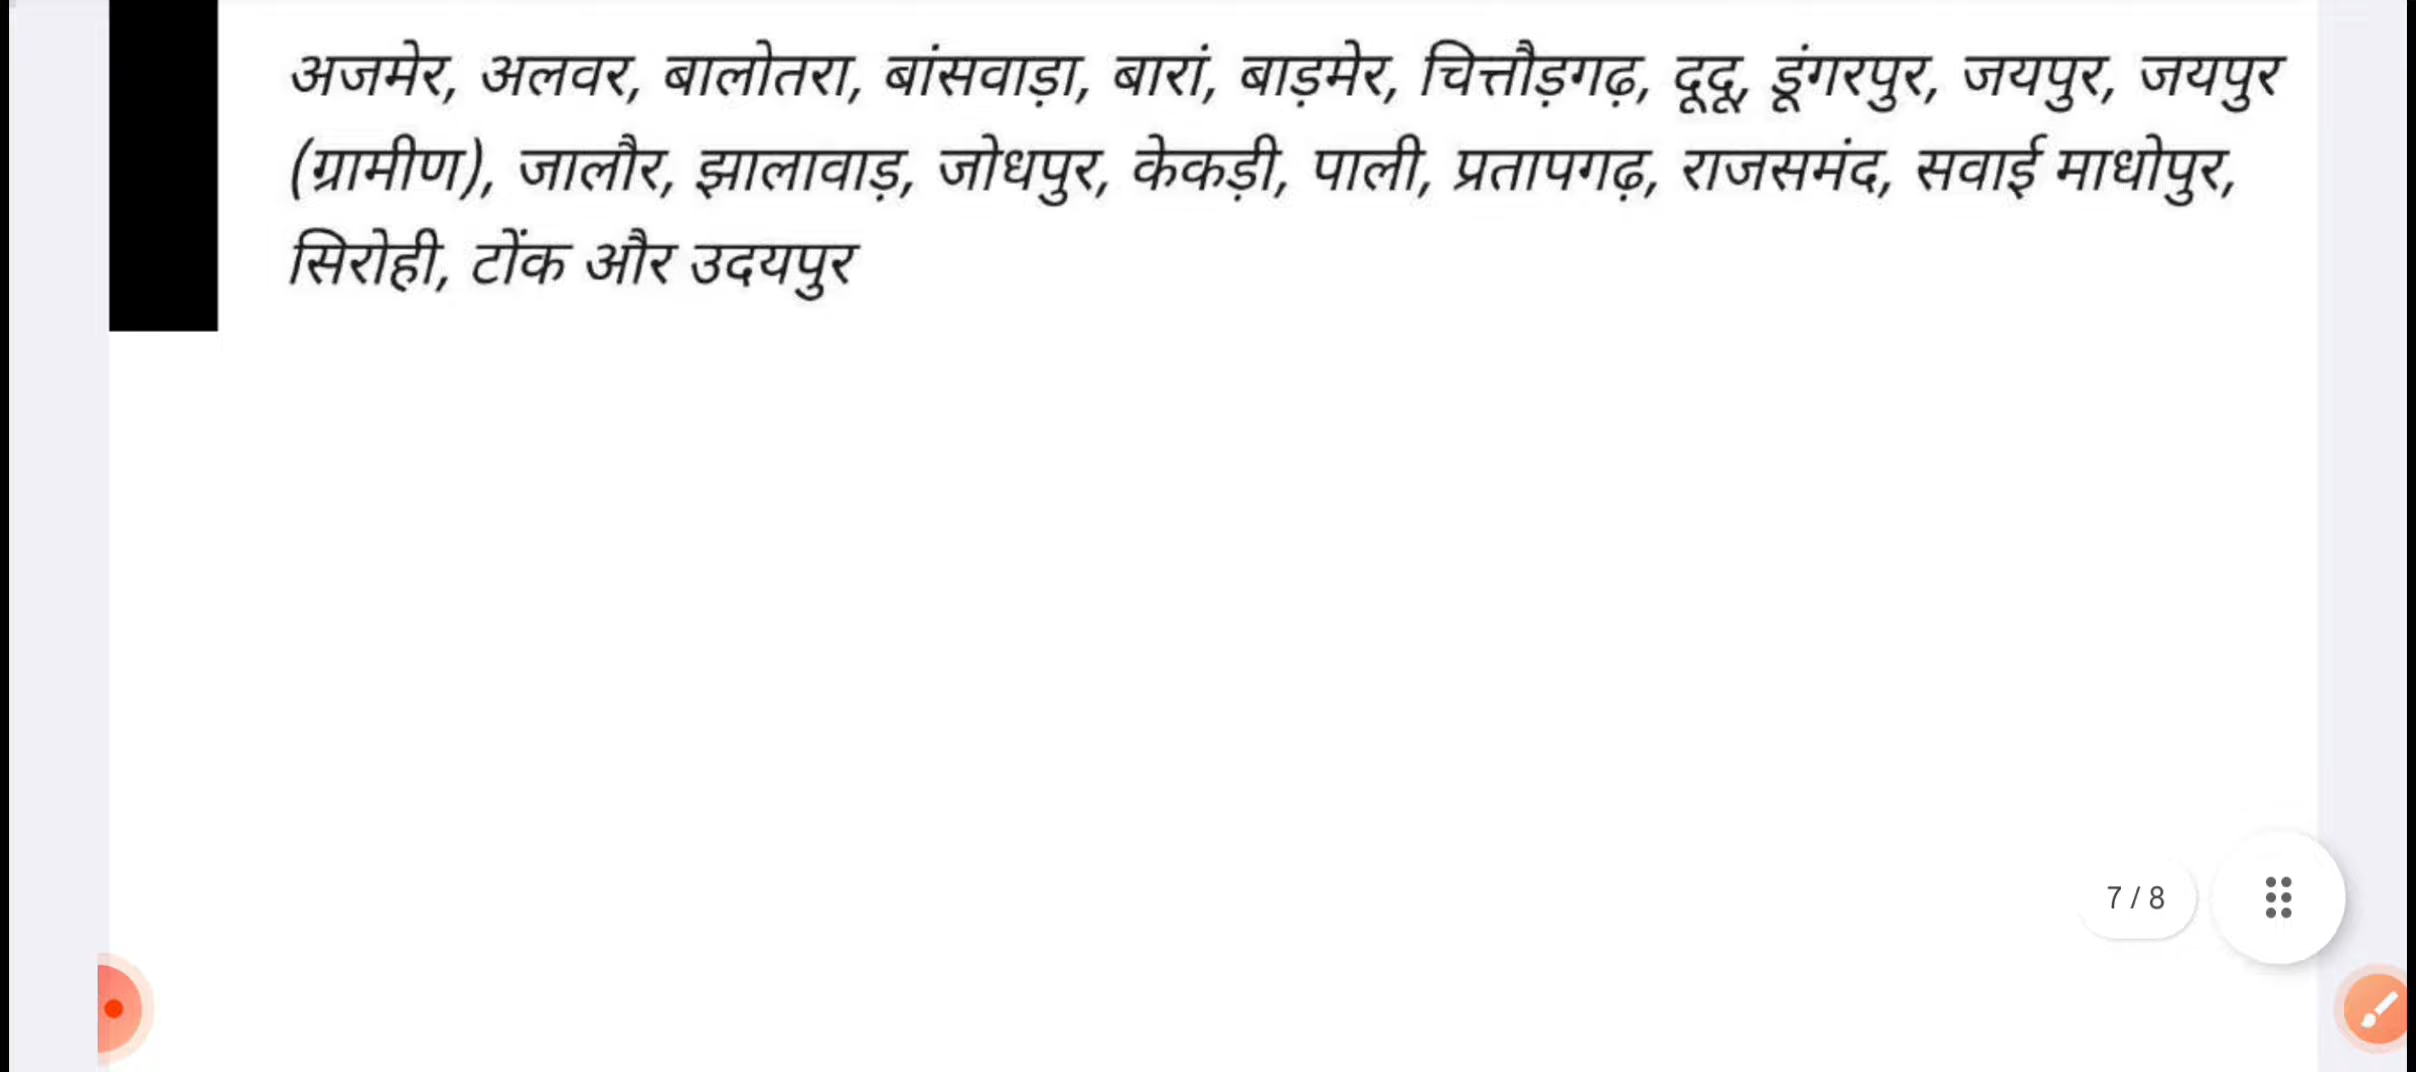 अजमेर, अलवर, बालोतरा, बांसवाड़ा, बारां, बाड़मेर, चित्तौड़गढ़, दूदू, डूंगरपुर, जयपुर, जयपुर
(ग्रामीण), जालौर, झालावाड़, जोधपुर, केकड़ी, पाली, प्रतापगढ़, राजसमंद, सवाई माधोपुर,
सिरोही, टोंक और उदयपुर
7 / 8